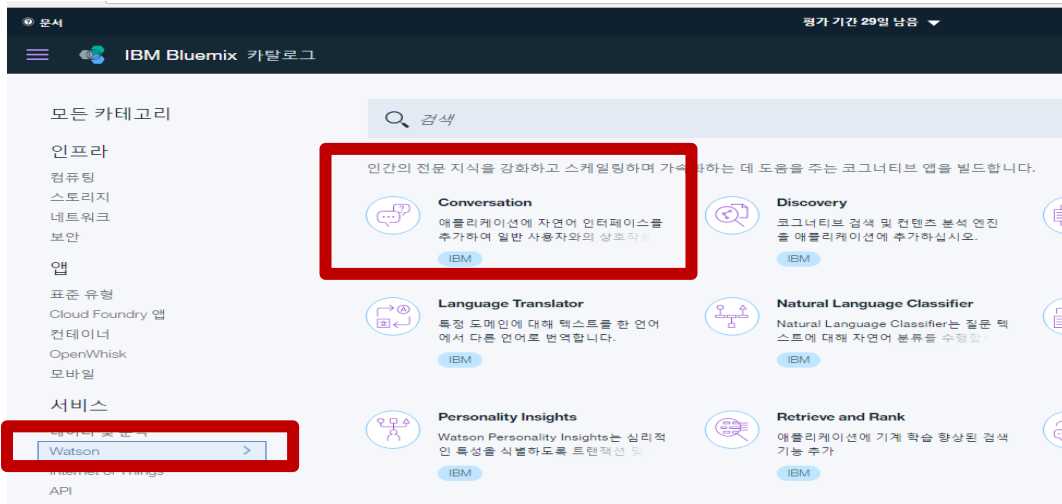 문서
평가 기간 29일 남음
IBM Bluemix 카탈로그
모든 카테고리
인프라
컴퓨팅
스토리지
네트워크
보안
앱
표준 유형
Cloud Foundry 앱
컨테이너
OpenWhisk
모바일
서비스
데이터 및 분석
Watson
Internet of Things
API
검색
인간의 전문 지식을 강화하고 스케일링하며 가속화하는 데 도움을 주는 코그너티브 앱을 빌드합니다.
Conversation
애플리케이션에 자연어 인터페이스를
추가하여 일반 사용자와의 상호작용
IBM
Discovery
코그너티브 검색 및 컨텐츠 분석 엔진
을 애플리케이션에 추가하십시오.
IBM
Language Translator
특정 도메인에 대해 텍스트를 한 언어
에서 다른 언어로 번역합니다.
IBM
Natural Language Classifier
Natural Language Classifier는 질문 텍
스트에 대해 자연어 분류를 수행합니
IBM
Personality Insights
Watson Personality Insights는 심리적
인 특성을 식별하도록 트랜잭션 및
IBM
Retrieve and Rank
애플리케이션에 기계 학습 향상된 검색
기능 추가
IBM